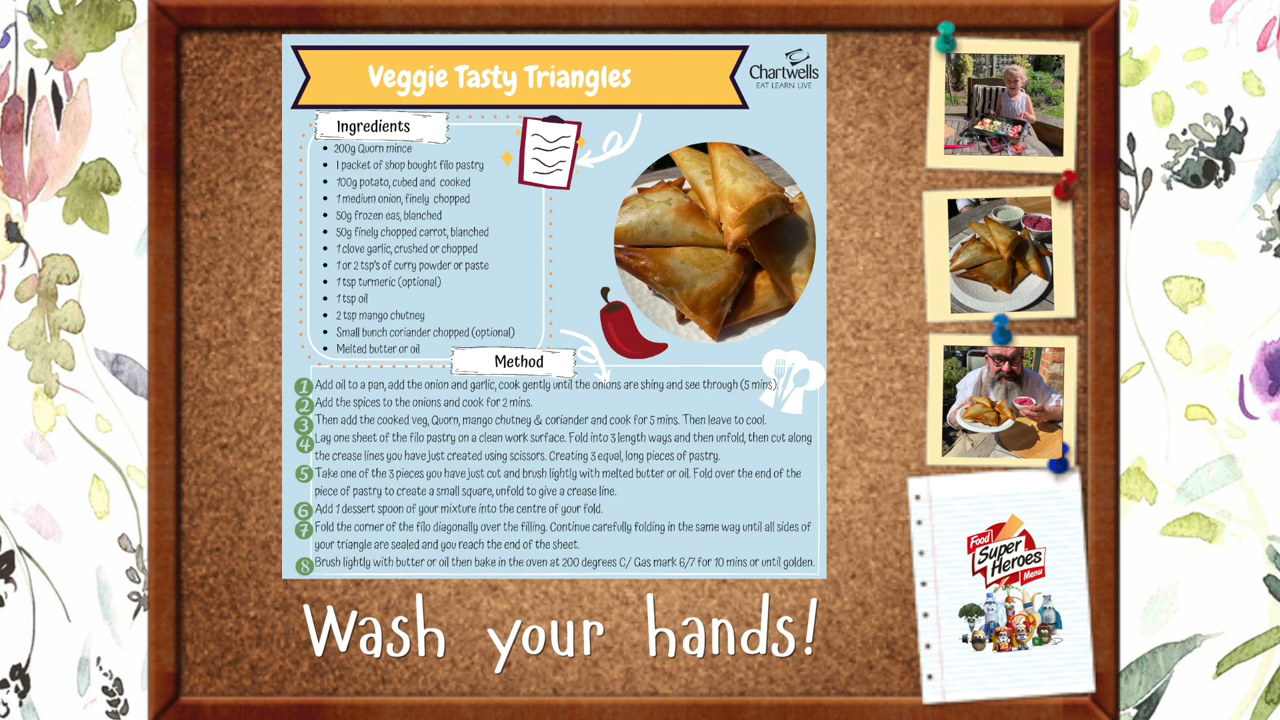 Veggie Tasty Triangles
Chartwells
EAT LEARN LIVE
Ingredients
200g Quorn mince
1 packet of shop bought filo pastry
100g potato, cubed and cooked
1 medium onion, finely chopped
50g frozen eas, blanched
50g finely chopped carrot, blanched
1 clove garlic, crushed or chopped
1 or 2 tsp's of curry powder or paste
1 tsp turmeric (optional)
1 tsp oil
2 tsp mango chutney
Small bunch coriander chopped (optional)
Melted butter or oil
Method
1 Add oil to a pan, add the onion and garlic, cook gently until the onions are shiny and see through (5 mins).
2 Add the spices to the onions and cook for 2 mins.
3 Then add the cooked veg, Quorn, mango chutney & coriander and cook for 5 mins. Then leave to cool.
4 Lay one sheet of the filo pastry on a clean work surface. Fold into 3 length ways and then unfold, then cut along
the crease lines you have just created using scissors. Creating 3 equal, long pieces of pastry.
5 Take one of the 3 pieces you have just cut and brush lightly with melted butter or oil. Fold over the end of the
piece of pastry to create a small square, unfold to give a crease line.
6 Add 1 dessert spoon of your mixture into the centre of your fold.
7 Fold the corner of the filo diagonally over the filling. Continue carefully folding in the same way until all sides of
your triangle are sealed and you reach the end of the sheet.
8 Brush lightly with butter or oil then bake in the oven at 200 degrees C/ Gas mark 6/7 for 10 mins or until golden.
Wash your hands!
Food
Super
Heroes
Menu